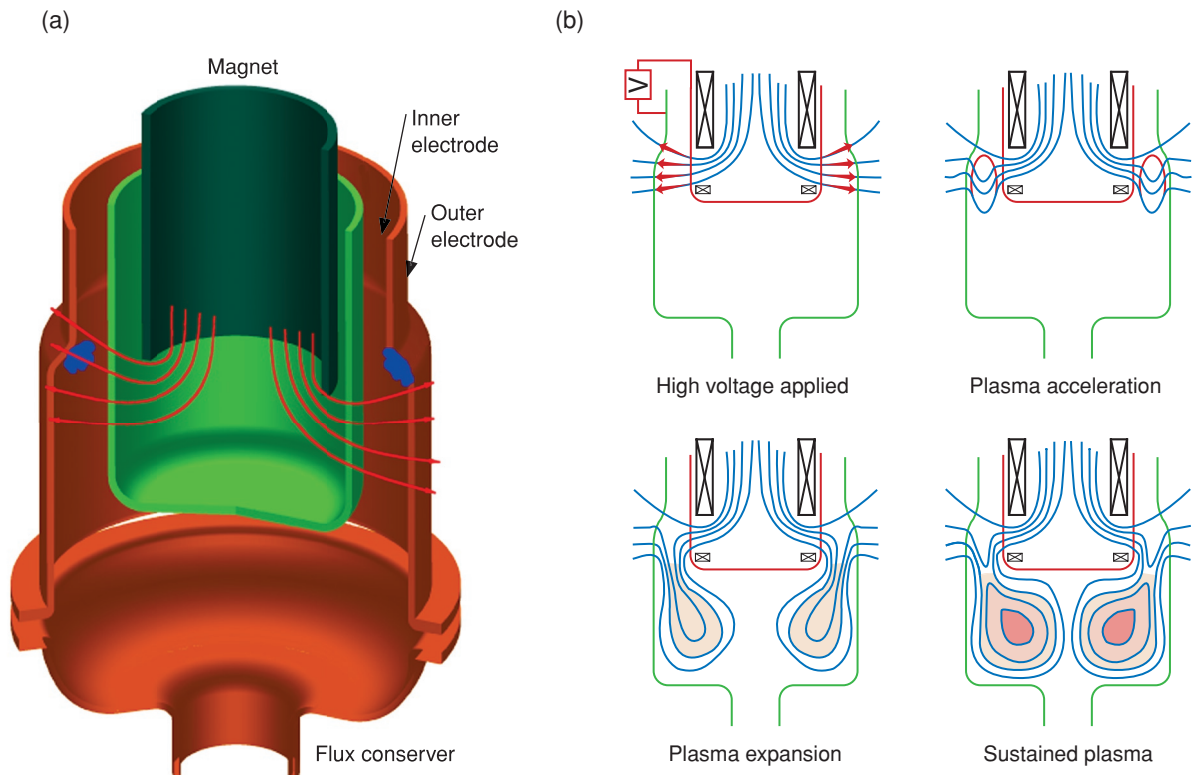 (a)
Magnet
Inner
electrode
Outer
electrode
Flux conserver
(b)
V
High voltage applied
Plasma acceleration
Plasma expansion
Sustained plasma